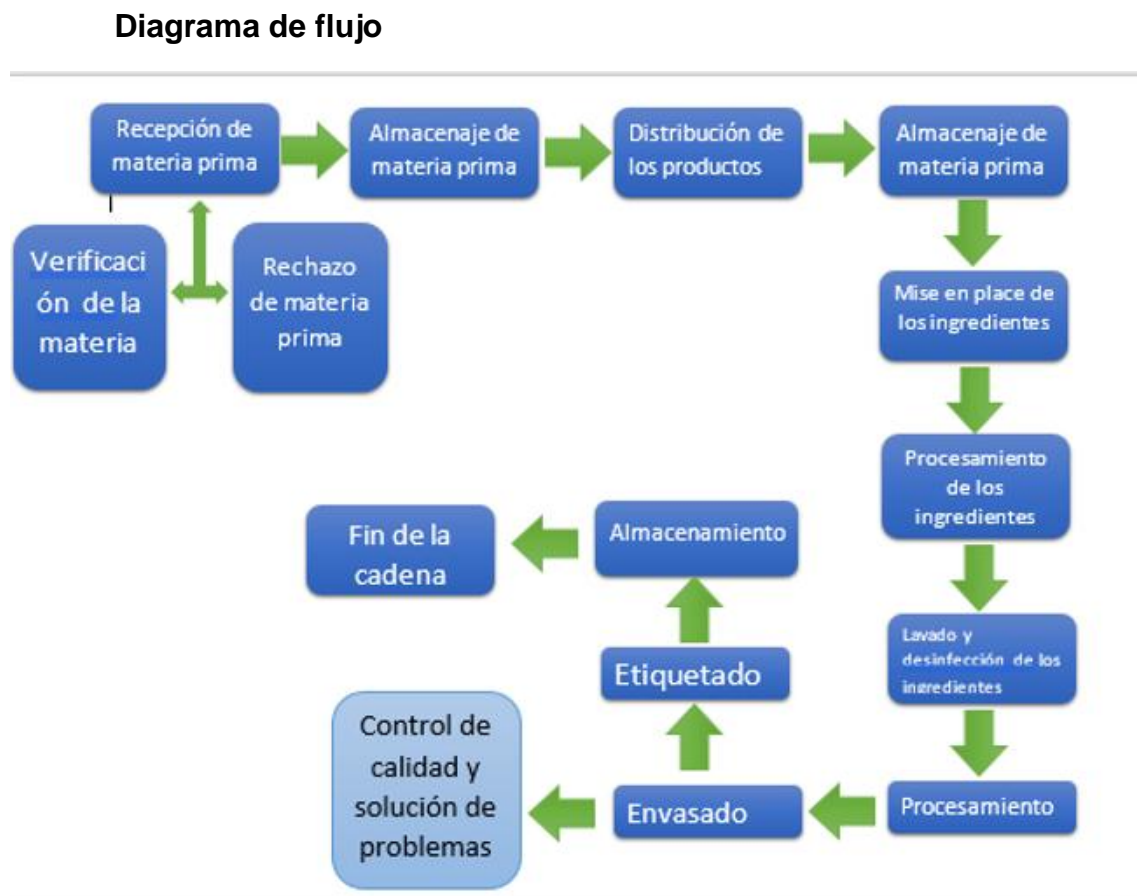 Diagrama de flujo
Recepción de
materia prima
Almacenaje de
materia prima
Distribución de
los productos
Almacenaje de
materia prima
Verificaci
ón de la
materia
Rechazo
de materia
prima
Mise en place de
los ingredientes
Procesamiento
de los
ingredientes
Lavado y
desinfección de los
ingredientes
Procesamiento
Envasado
Control de
calidad y
solución de
problemas
Etiquetado
Almacenamiento
Fin de la
cadena